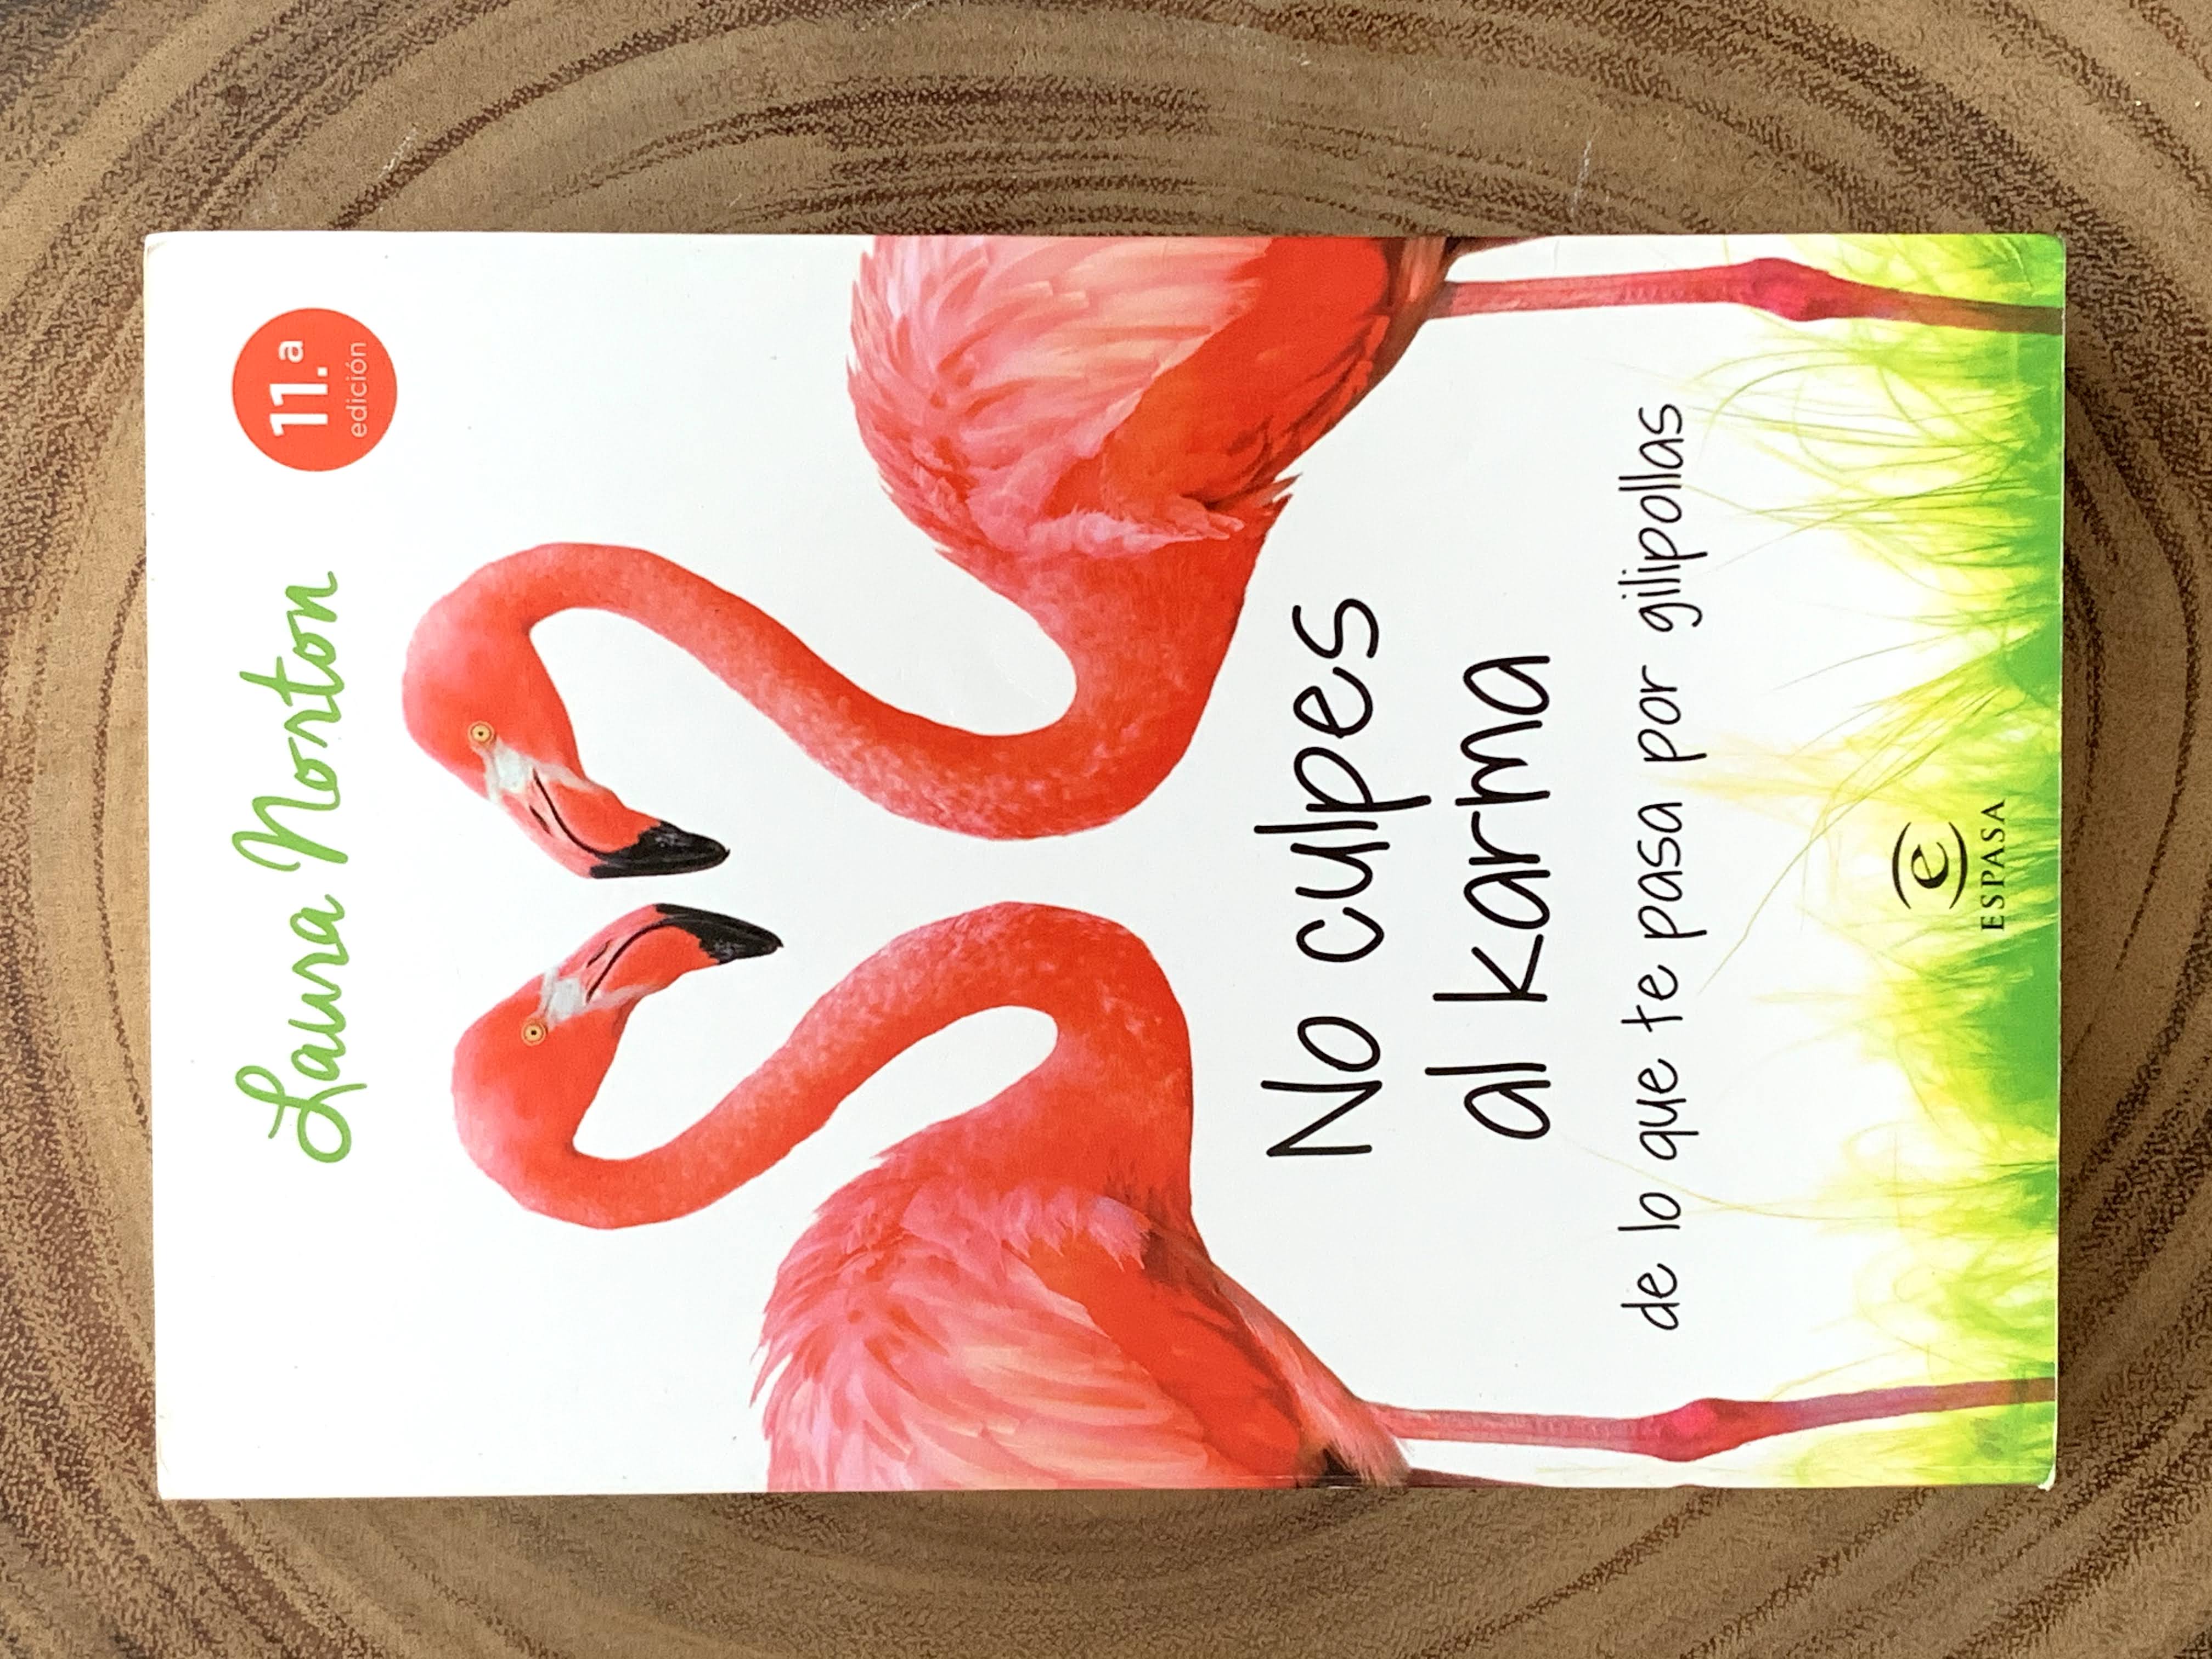 Laura Norton
11.ª
edición
No culpes
al karma
de lo que te pasa por gilipollas
e
ESPASA